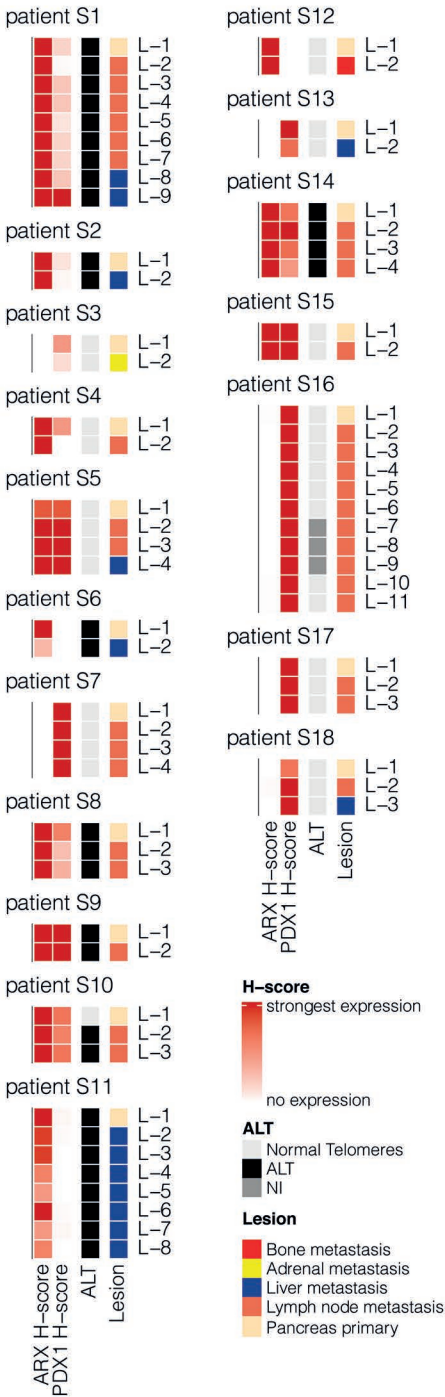 patient S1
L-1
L-2
L-3
L-4
L-5
L-6
L-7
L-8
L-9
patient S2
L-1
L-2
patient S3
L-1
L-2
patient S4
L-1
L-2
patient S5
L-1
L-2
L-3
L-4
patient S6
L-1
L-2
patient S7
L-1
L-2
L-3
L-4
patient S8
L-1
L-2
L-3
patient S9
L-1
L-2
patient S10
L-1
L-2
L-3
patient S11
L-1
L-2
L-3
L-4
L-5
L-6
L-7
L-8
ARX H-score
PDX1 H-score
ALT
Lesion
patient S12
L-1
L-2
patient S13
L-1
L-2
patient S14
L-1
L-2
L-3
L-4
patient S15
L-1
L-2
patient S16
L-1
L-2
L-3
L-4
L-5
L-6
L-7
L-8
L-9
L-10
L-11
patient S17
L-1
L-2
L-3
patient S18
L-1
L-2
L-3
ARX H-score
PDX1 H-score
ALT
Lesion
H-score
strongest expression
no expression
ALT
Normal Telomeres
ALT
NI
Lesion
Bone metastasis
Adrenal metastasis
Liver metastasis
Lymph node metastasis
Pancreas primary